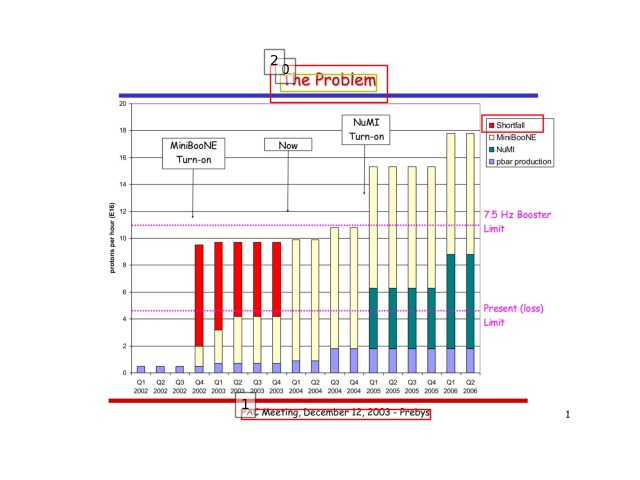 2
0
The Problem
20
18
16
14
12
10
8
6
4
2
0
protons per hour (E16)
MiniBooNE
Turn-on
Now
NuMI
Turn-on
Shortfall
MiniBooNE
NuMI
pbar production
7.5 Hz Booster
Limit
Present (loss)
Limit
Q1 Q2 Q3 Q4 Q1 Q2 Q3 Q4 Q1 Q2 Q3 Q4 Q1 Q2 Q3 Q4 Q1 Q2
2002 2002 2002 2002 2003 2003 2003 2003 2004 2004 2004 2004 2005 2005 2005 2005 2006 2006
1
PAC Meeting, December 12, 2003 - Prebys
1